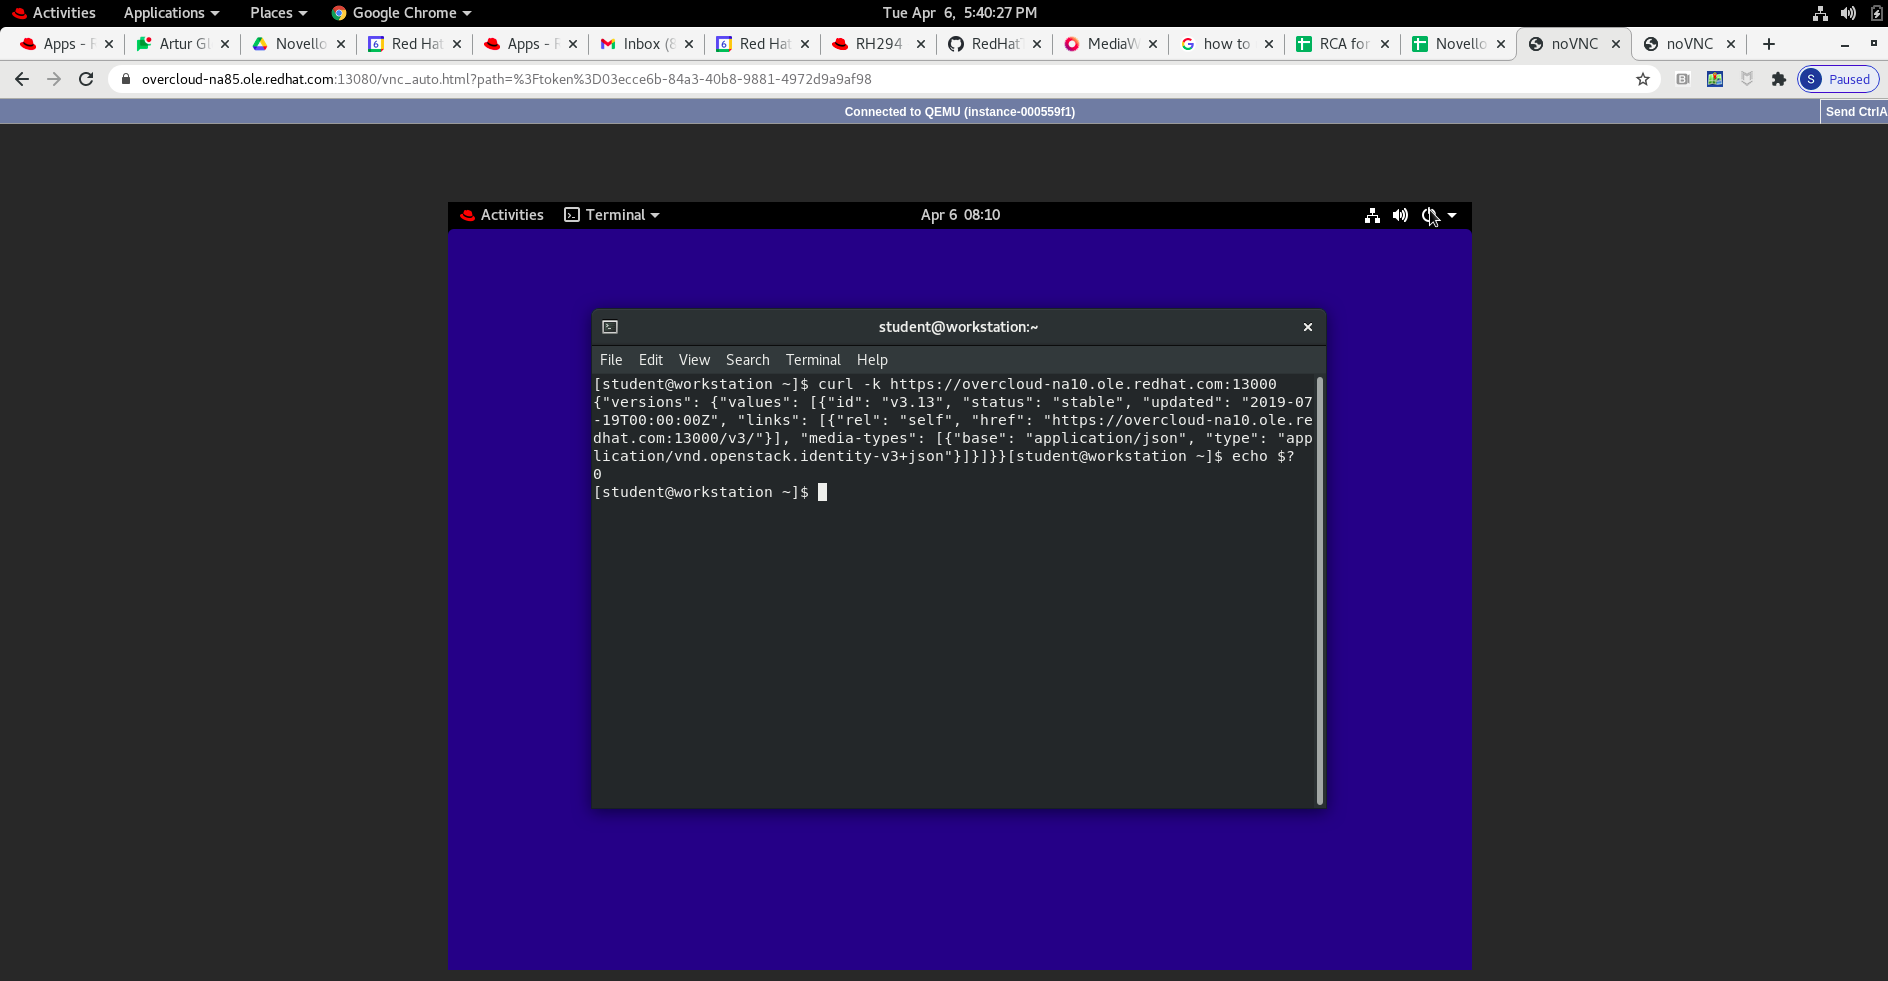 Activities Applications Places Google Chrome Tue Apr 6, 5:40:27 PM
Apps - R Artur Gl Novello Red Hat Apps - R Inbox (8 Red Hat RH294 RedHatT MediaW how to RCA for Novello noVNC noVNC
overcloud-na85.ole.redhat.com:13080/vnc_auto.html?path=%3Ftoken%3D03ecce6b-84a3-40b8-9881-4972d9a9af98 S Paused
Connected to QEMU (instance-000559f1) Send CtrlA
Activities Terminal Apr 6 08:10
student@workstation:~
File Edit View Search Terminal Help
[student@workstation ~]$ curl -k https://overcloud-na10.ole.redhat.com:13000
{"versions": {"values": [{"id": "v3.13", "status": "stable", "updated": "2019-07
-19T00:00:00Z", "links": [{"rel": "self", "href": "https://overcloud-na10.ole.re
dhat.com:13000/v3/"}], "media-types": [{"base": "application/json", "type": "app
lication/vnd.openstack.identity-v3+json"}]}]}}[student@workstation ~]$ echo $?
0
[student@workstation ~]$